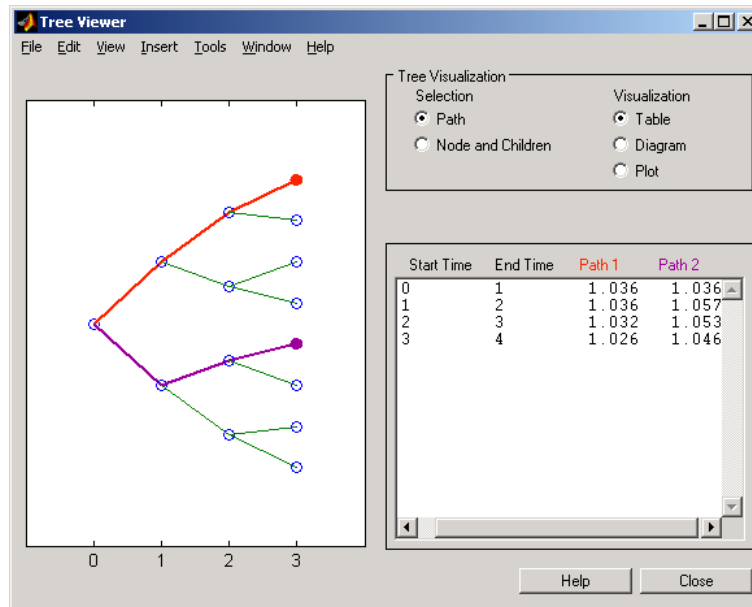 Tree Viewer
File Edit View Insert Tools Window Help
Tree Visualization
Selection
Path
Node and Children
Visualization
Table
Diagram
Plot
0 1 2 3
Start Time End Time Path 1 Path 2
0 1 1.036 1.036
1 2 1.036 1.057
2 3 1.032 1.053
3 4 1.026 1.046
Help Close